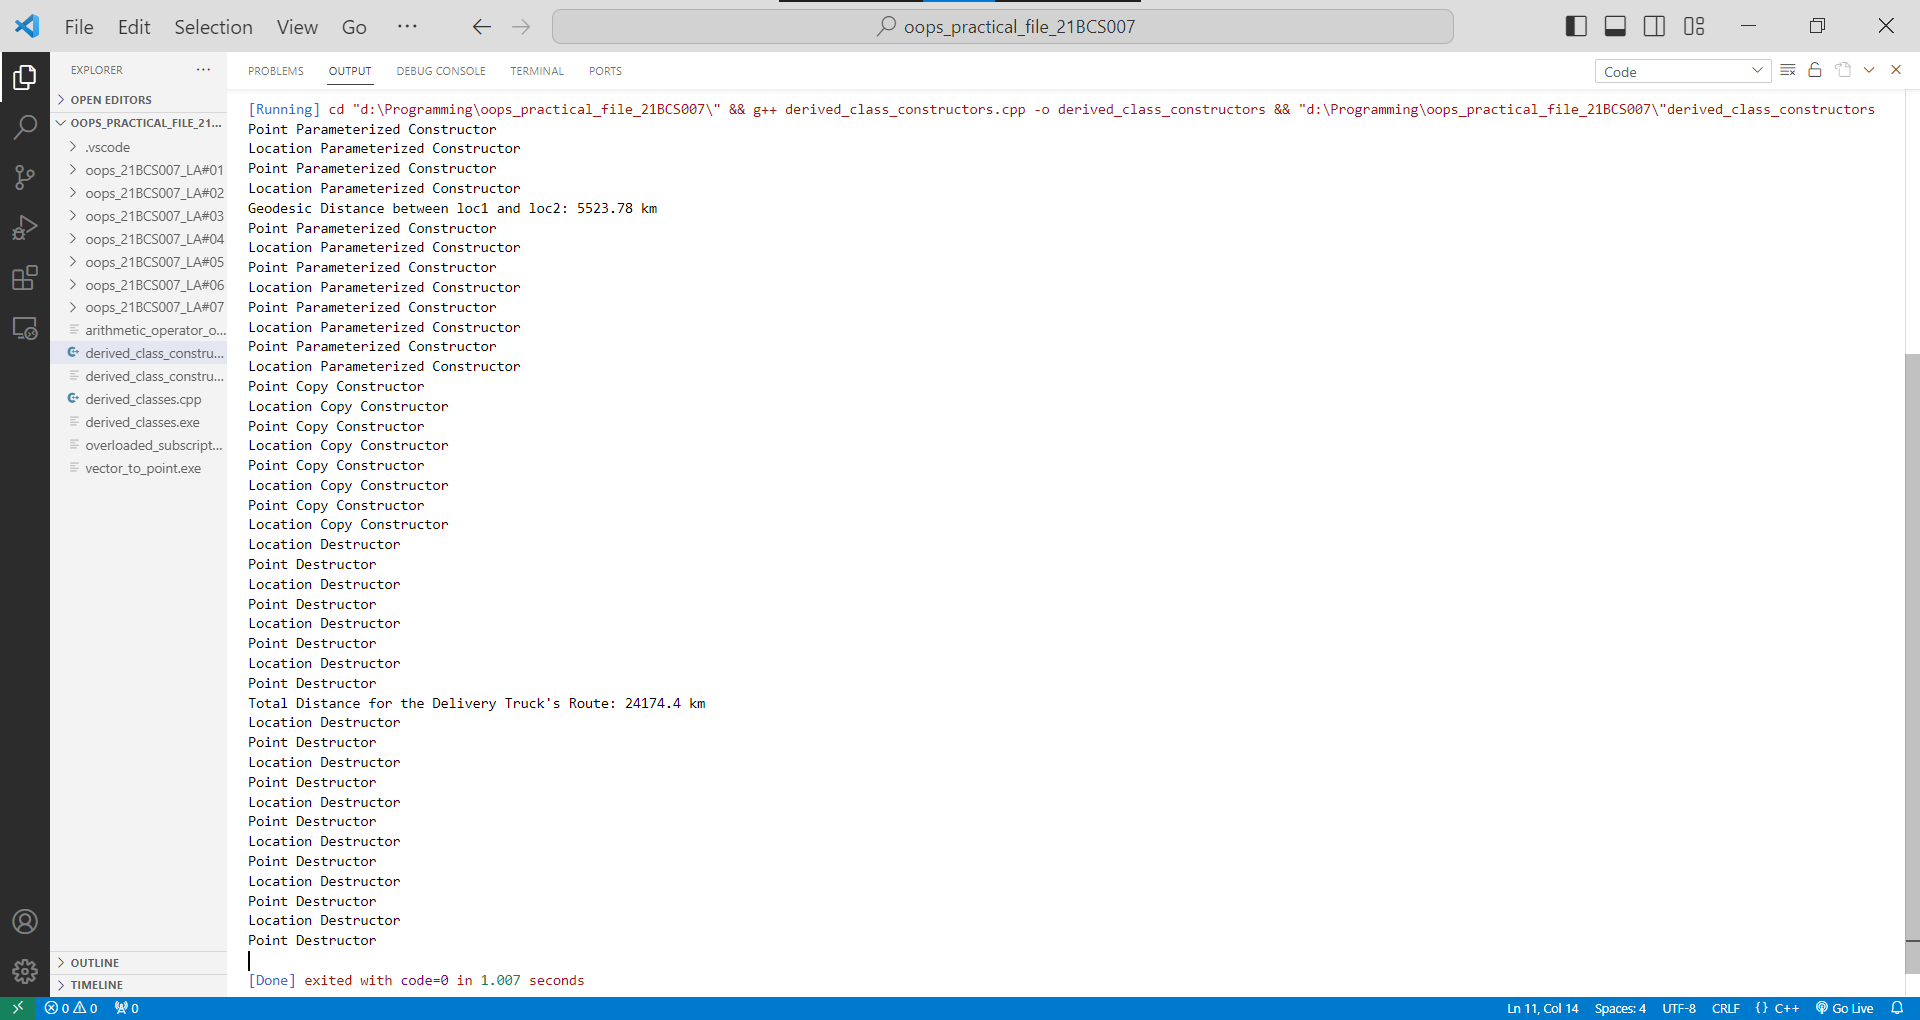 File Edit Selection View Go ···
oops_practical_file_21BCS007
EXPLORER ···
OPEN EDITORS
OOPS_PRACTICAL_FILE_21...
.vscode
oops_21BCS007_LA#01
oops_21BCS007_LA#02
oops_21BCS007_LA#03
oops_21BCS007_LA#04
oops_21BCS007_LA#05
oops_21BCS007_LA#06
oops_21BCS007_LA#07
arithmetic_operator_o...
derived_class_constru...
derived_class_constru...
derived_classes.cpp
derived_classes.exe
overloaded_subscript...
vector_to_point.exe
OUTLINE
TIMELINE
PROBLEMS OUTPUT DEBUG CONSOLE TERMINAL PORTS
Code
[Running] cd "d:\Programming\oops_practical_file_21BCS007\" && g++ derived_class_constructors.cpp -o derived_class_constructors && "d:\Programming\oops_practical_file_21BCS007\"derived_class_constructors
Point Parameterized Constructor
Location Parameterized Constructor
Point Parameterized Constructor
Location Parameterized Constructor
Geodesic Distance between loc1 and loc2: 5523.78 km
Point Parameterized Constructor
Location Parameterized Constructor
Point Parameterized Constructor
Location Parameterized Constructor
Point Parameterized Constructor
Location Parameterized Constructor
Point Parameterized Constructor
Location Parameterized Constructor
Point Copy Constructor
Location Copy Constructor
Point Copy Constructor
Location Copy Constructor
Point Copy Constructor
Location Copy Constructor
Point Copy Constructor
Location Copy Constructor
Location Destructor
Point Destructor
Location Destructor
Point Destructor
Location Destructor
Point Destructor
Location Destructor
Point Destructor
Total Distance for the Delivery Truck's Route: 24174.4 km
Location Destructor
Point Destructor
Location Destructor
Point Destructor
Location Destructor
Point Destructor
Location Destructor
Point Destructor
Location Destructor
Point Destructor
Location Destructor
Point Destructor
[Done] exited with code=0 in 1.007 seconds
0 0 0
Ln 11, Col 14 Spaces: 4 UTF-8 CRLF {} C++ Go Live